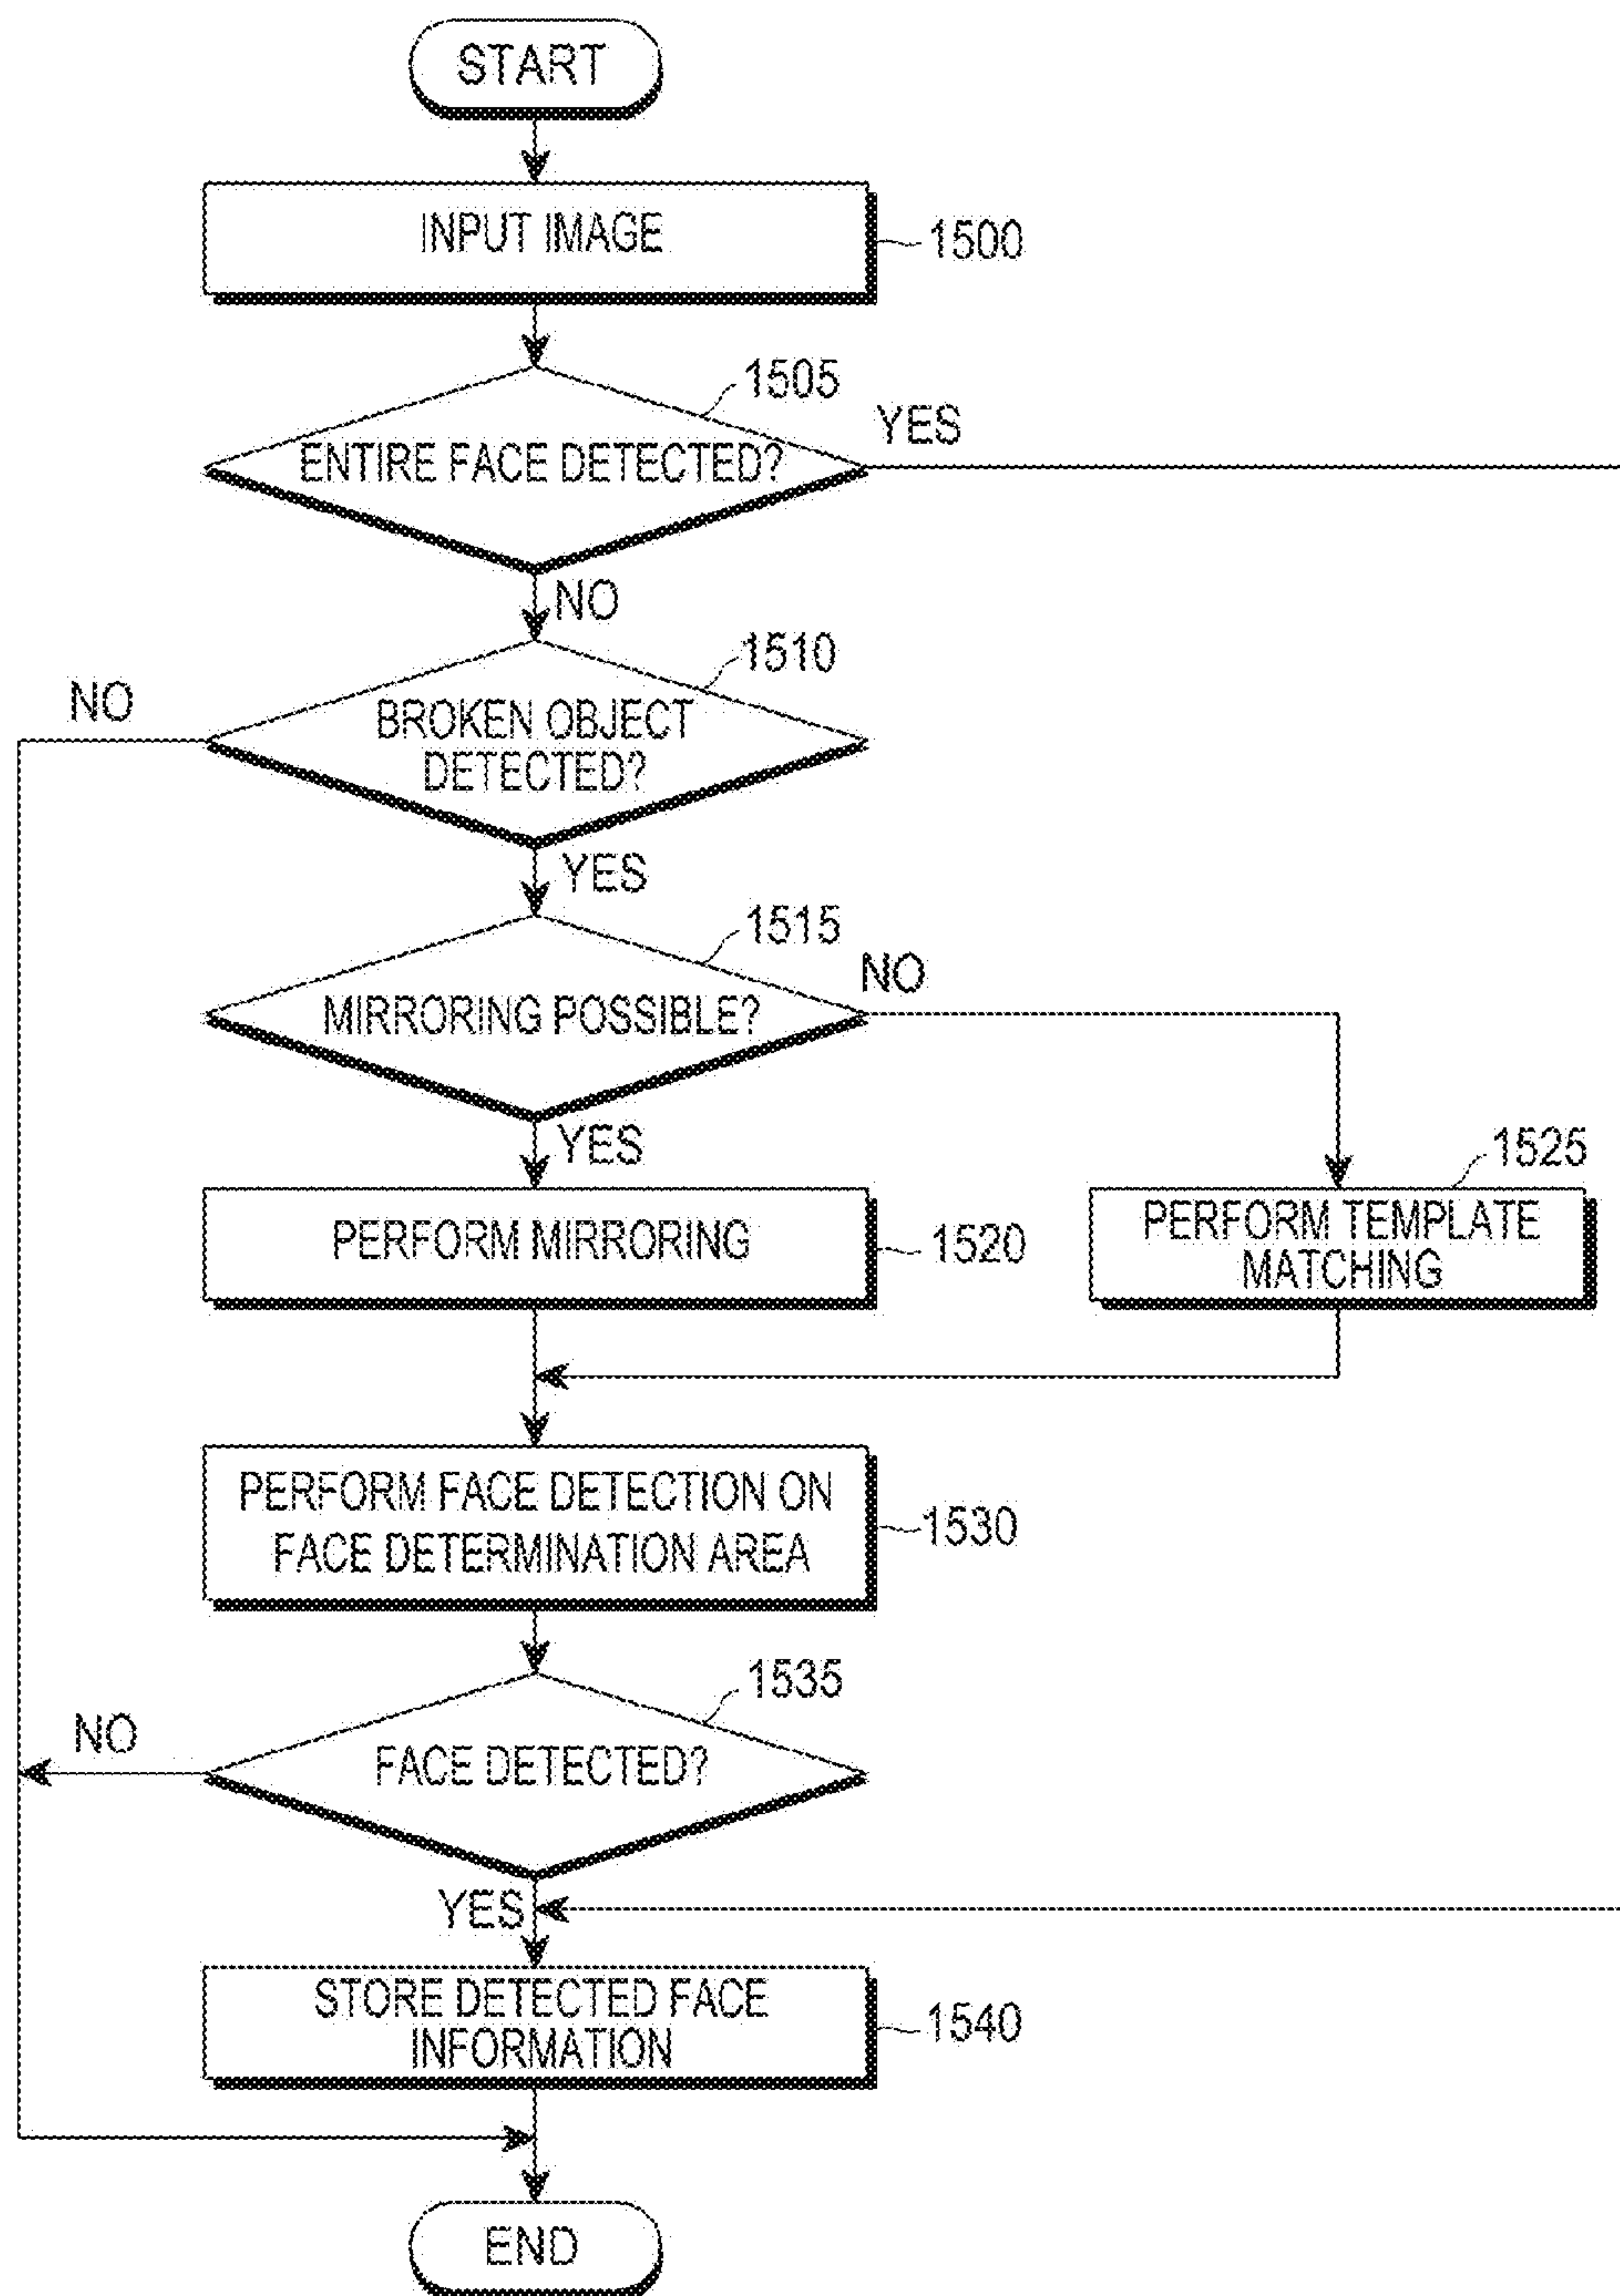 START
INPUT IMAGE
1500
1505
YES
ENTIRE FACE DETECTED?
NO
1510
NO
BROKEN OBJECT
DETECTED?
YES
1515
NO
MIRRORING POSSIBLE?
YES
1525
PERFORM MIRRORING
1520
PERFORM TEMPLATE
MATCHING
PERFORM FACE DETECTION ON
FACE DETERMINATION AREA
1530
1535
NO
FACE DETECTED?
YES
STORE DETECTED FACE
INFORMATION
1540
END